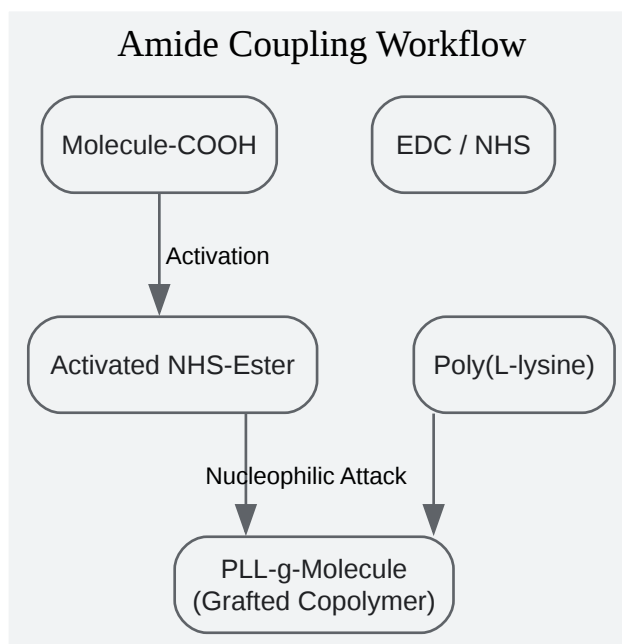 Amide Coupling Workflow
Molecule-COOH
EDC / NHS
Activation
Activated NHS-Ester
Poly(L-lysine)
Nucleophilic Attack
PLL-g-Molecule
(Grafted Copolymer)